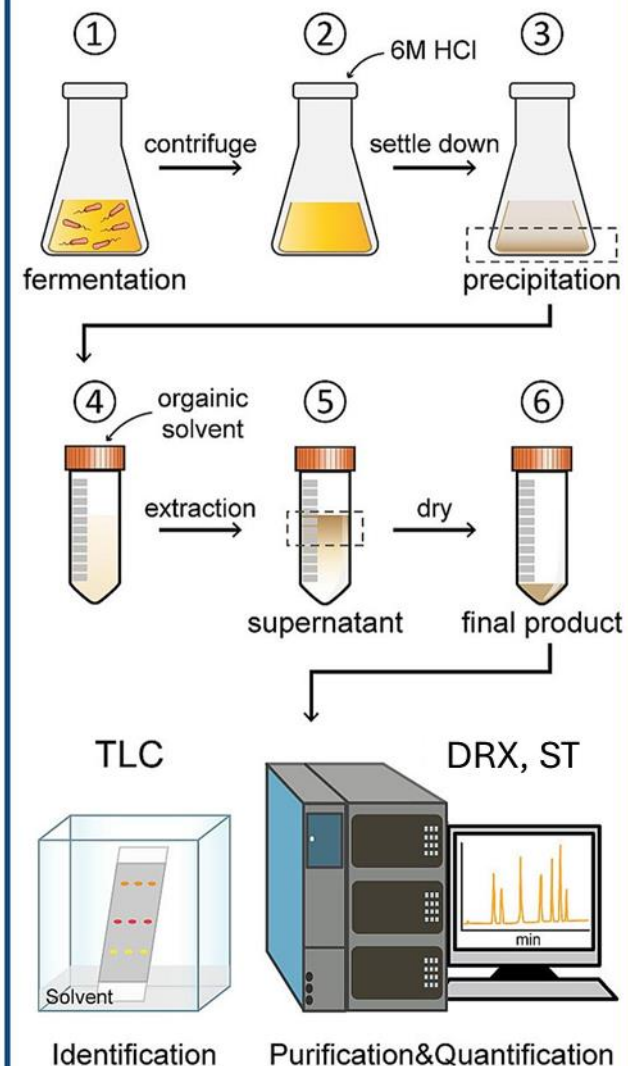 ① ② ③
6M HCl
contrifuge
settle down
fermentation
precipitation
④ ⑤ ⑥
orgainic
solvent
extraction
dry
supernatant
final product
TLC
DRX, ST
min
Solvent
Identification
Purification&Quantification